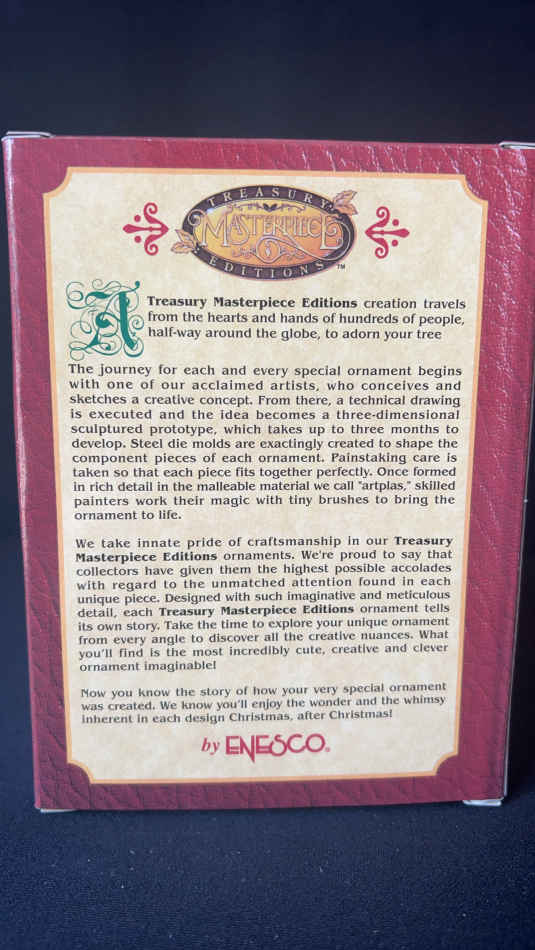 TREASURY
MASTERPIECE
EDITIONS ™
A Treasury Masterpiece Editions creation travels
from the hearts and hands of hundreds of people,
half-way around the globe, to adorn your tree
The journey for each and every special ornament begins
with one of our acclaimed artists, who conceives and
sketches a creative concept. From there, a technical drawing
is executed and the idea becomes a three-dimensional
sculptured prototype, which takes up to three months to
develop. Steel die molds are exactingly created to shape the
component pieces of each ornament. Painstaking care is
taken so that each piece fits together perfectly. Once formed
in rich detail in the malleable material we call "artplas," skilled
painters work their magic with tiny brushes to bring the
ornament to life.
We take innate pride of craftsmanship in our Treasury
Masterpiece Editions ornaments. We're proud to say that
collectors have given them the highest possible accolades
with regard to the unmatched attention found in each
unique piece. Designed with such imaginative and meticulous
detail, each Treasury Masterpiece Editions ornament tells
its own story. Take the time to explore your unique ornament
from every angle to discover all the creative nuances. What
you'll find is the most incredibly cute, creative and clever
ornament imaginable!
Now you know the story of how your very special ornament
was created. We know you'll enjoy the wonder and the whimsy
inherent in each design Christmas, after Christmas!
by ENESCO®